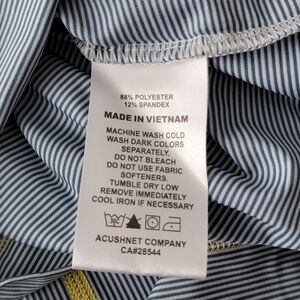 88% POLYESTER
12% SPANDEX
MADE IN VIETNAM
MACHINE WASH COLD
WASH DARK COLORS
SEPARATELY.
DO NOT BLEACH
DO NOT USE FABRIC
SOFTENERS.
TUMBLE DRY LOW
REMOVE IMMEDIATELY
COOL IRON IF NECESSARY
ACUSHNET COMPANY
CA#28544